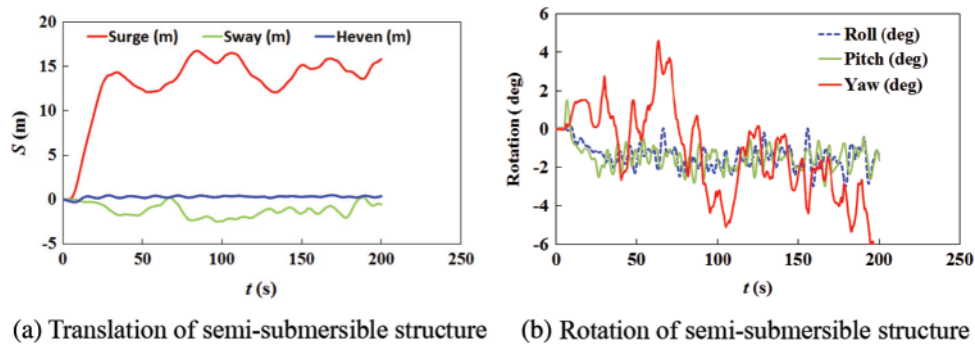 Surge (m) Sway (m) Heven (m)
20
15
10
5
0
-5
S (m)
0 50 100 150 200 250
t (s)
(a) Translation of semi-submersible structure
Roll (deg)
Pitch (deg)
Yaw (deg)
6
4
2
0
-2
-4
-6
Rotation ( deg)
0 50 100 150 200 250
t (s)
(b) Rotation of semi-submersible structure